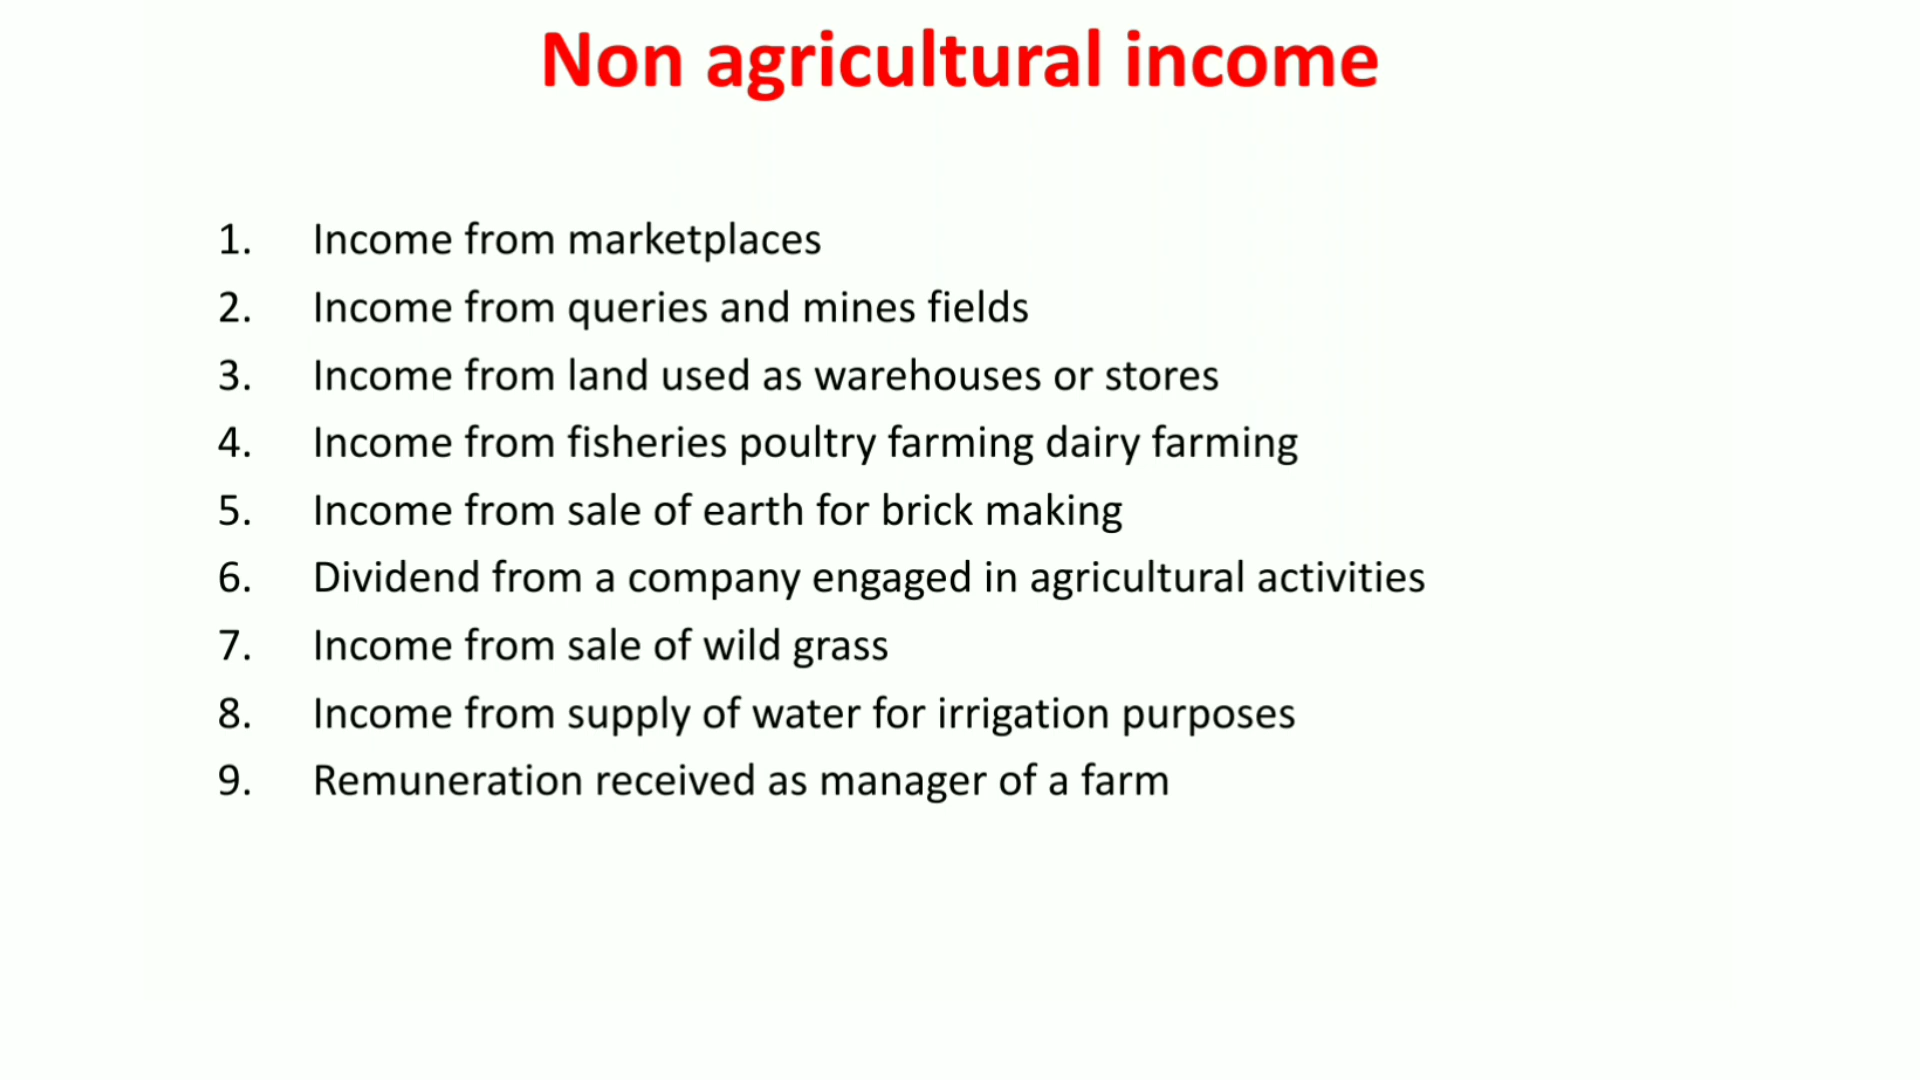 Non agricultural income
1. Income from marketplaces
2. Income from queries and mines fields
3. Income from land used as warehouses or stores
4. Income from fisheries poultry farming dairy farming
5. Income from sale of earth for brick making
6. Dividend from a company engaged in agricultural activities
7. Income from sale of wild grass
8. Income from supply of water for irrigation purposes
9. Remuneration received as manager of a farm